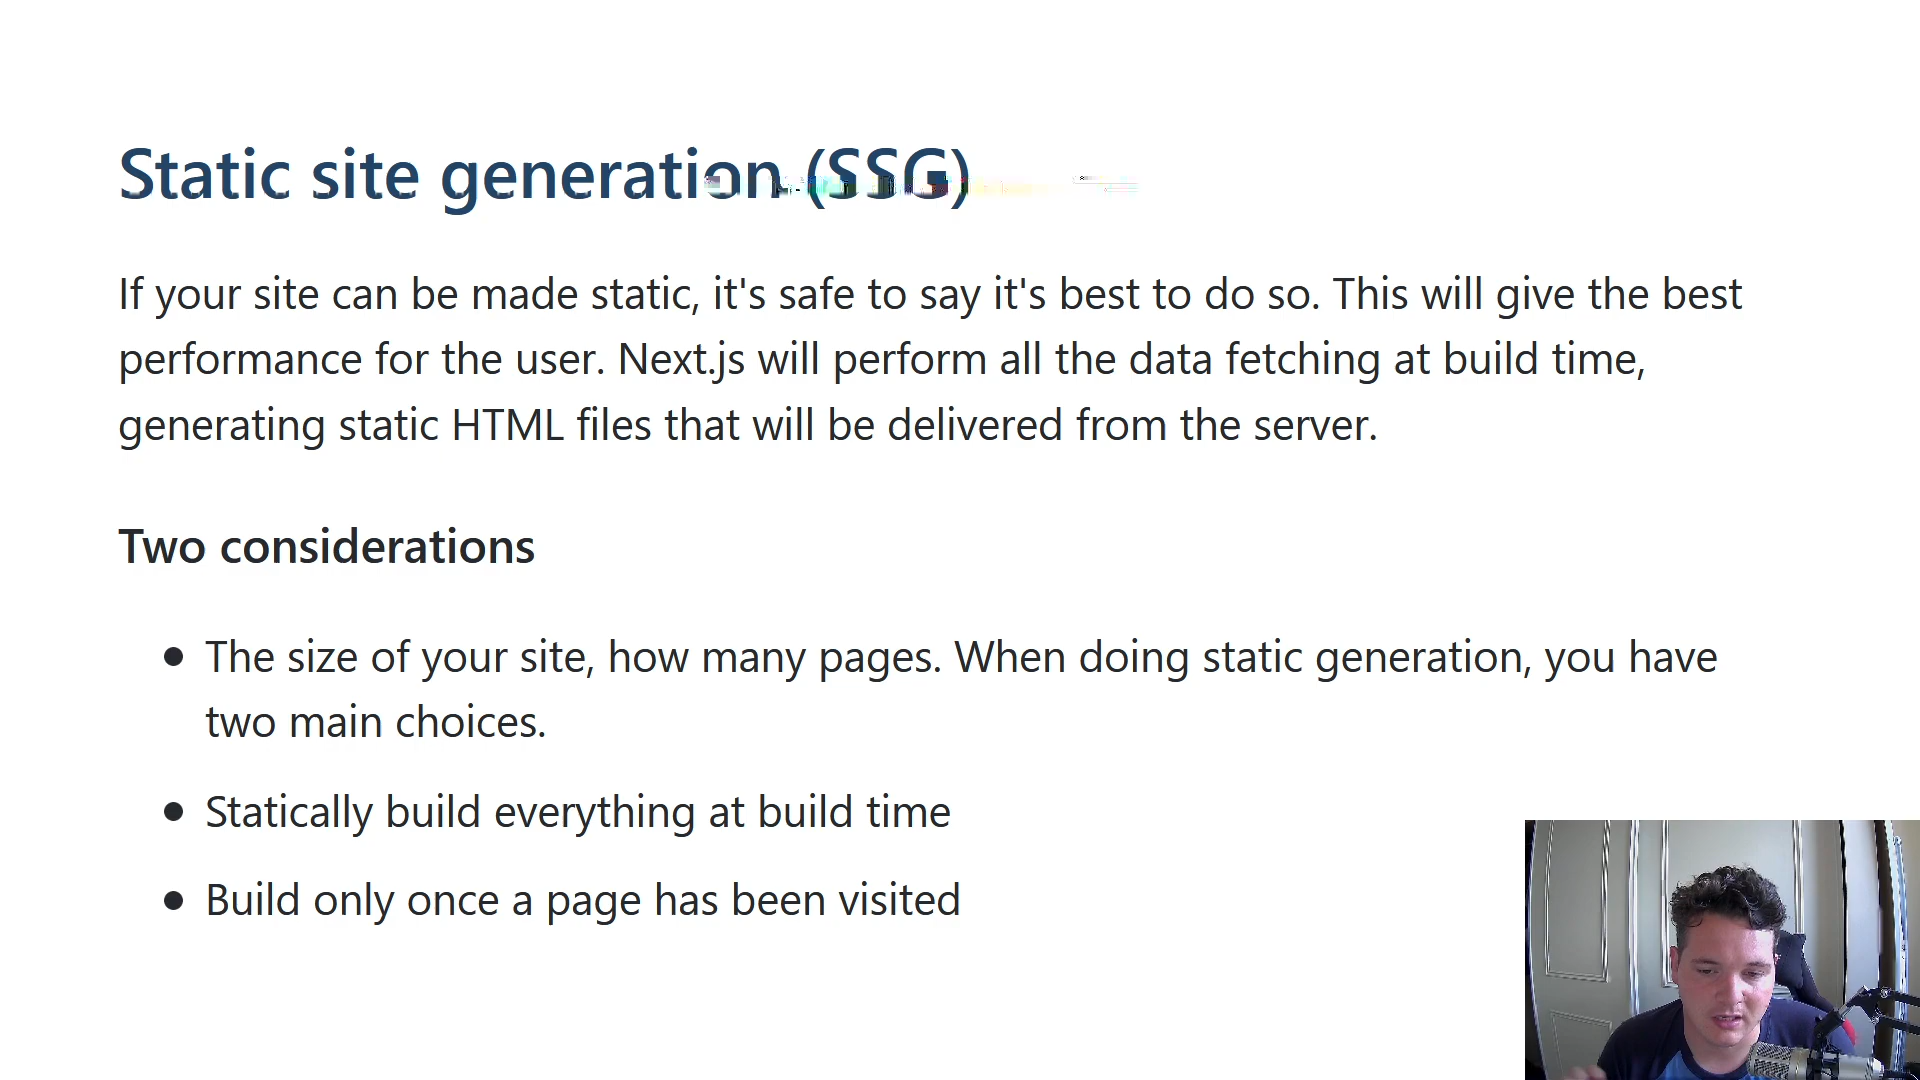 Static site generation (SSG)
If your site can be made static, it's safe to say it's best to do so. This will give the best
performance for the user. Next.js will perform all the data fetching at build time,
generating static HTML files that will be delivered from the server.
Two considerations
The size of your site, how many pages. When doing static generation, you have
two main choices.
Statically build everything at build time
Build only once a page has been visited